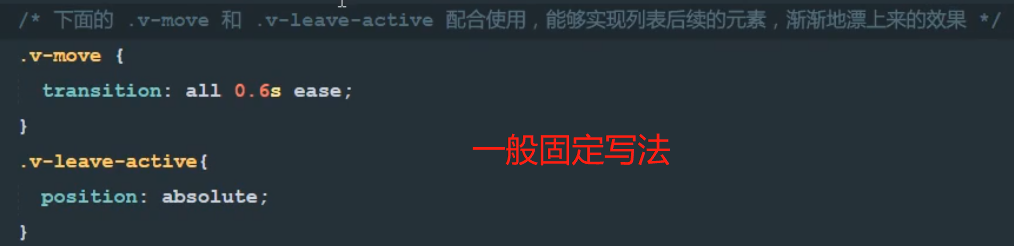 /* 下面的 .v-move 和 .v-leave-active 配合使用，能够实现列表后续的元素，渐渐地漂上来的效果 */
.v-move {
transition: all 0.6s ease;
}
一般固定写法
.v-leave-active{
position: absolute;
}